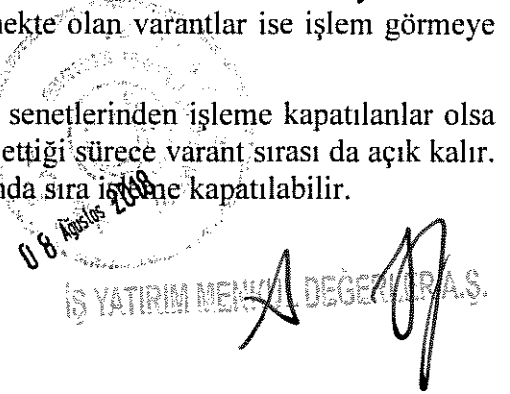 nekte olan varantlar ise işlem görmeye
senetlerinden işleme kapatılanlar olsa
ettiği sürece varant sırası da açık kalır.
nda sıra işleme kapatılabilir.
08 Ağustos 2018
İŞ YATIRIM MENKUL DEĞERLER A.Ş.